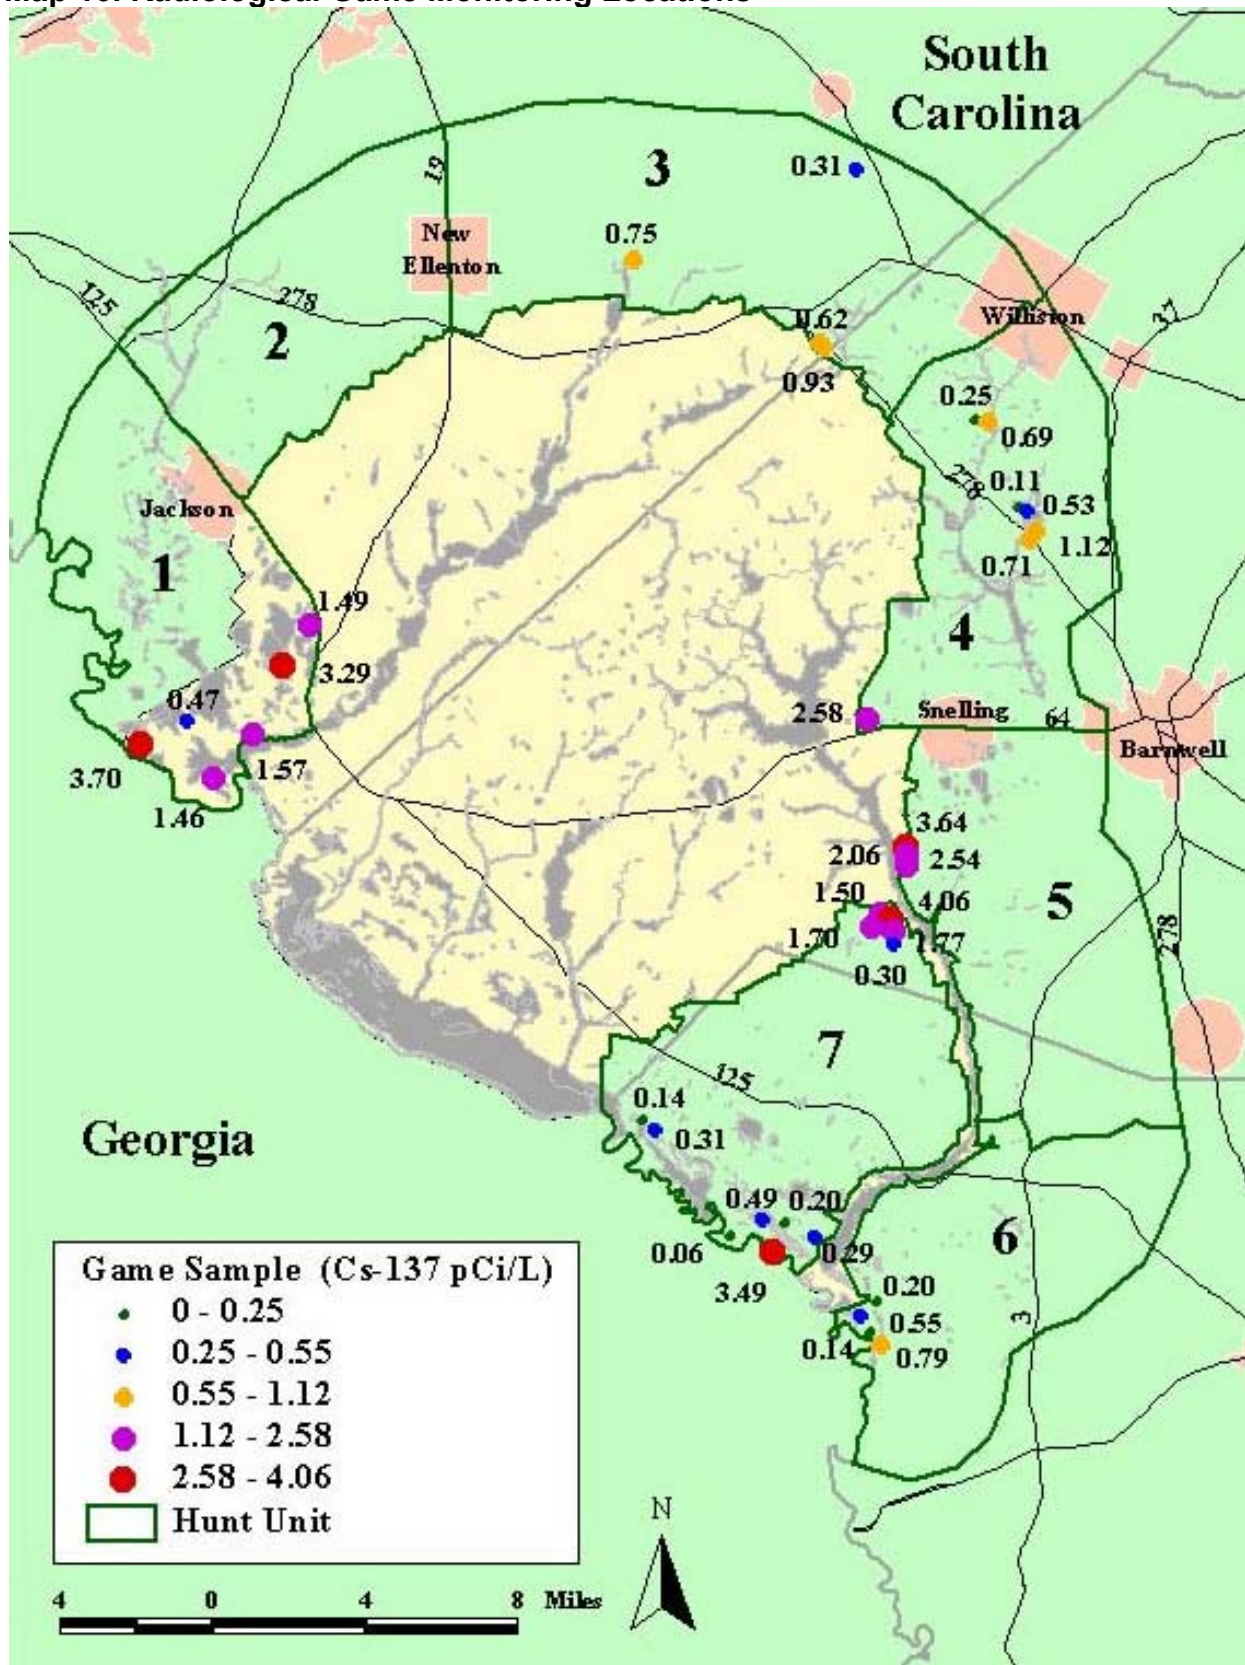 Map 10. Radiological Game Monitoring Locations
South
Carolina
3
0.31
19
New
Ellenton
0.75
125
278
2
Williston
37
0.62
0.93
0.25
0.69
278
0.11
0.53
1.12
0.71
Jackson
1
1.49
3.29
4
0.47
2.58
Snelling
64
Barnwell
3.70
1.57
1.46
3.64
2.06
2.54
1.50
4.06
5
1.70
1.77
278
0.30
7
125
0.14
0.31
Georgia
0.49
0.20
6
0.06
0.29
3.49
0.20
0.55
3
0.14
0.79
Game Sample (Cs-137 pCi/L)
0 - 0.25
0.25 - 0.55
0.55 - 1.12
1.12 - 2.58
2.58 - 4.06
Hunt Unit
N
4 0 4 8 Miles